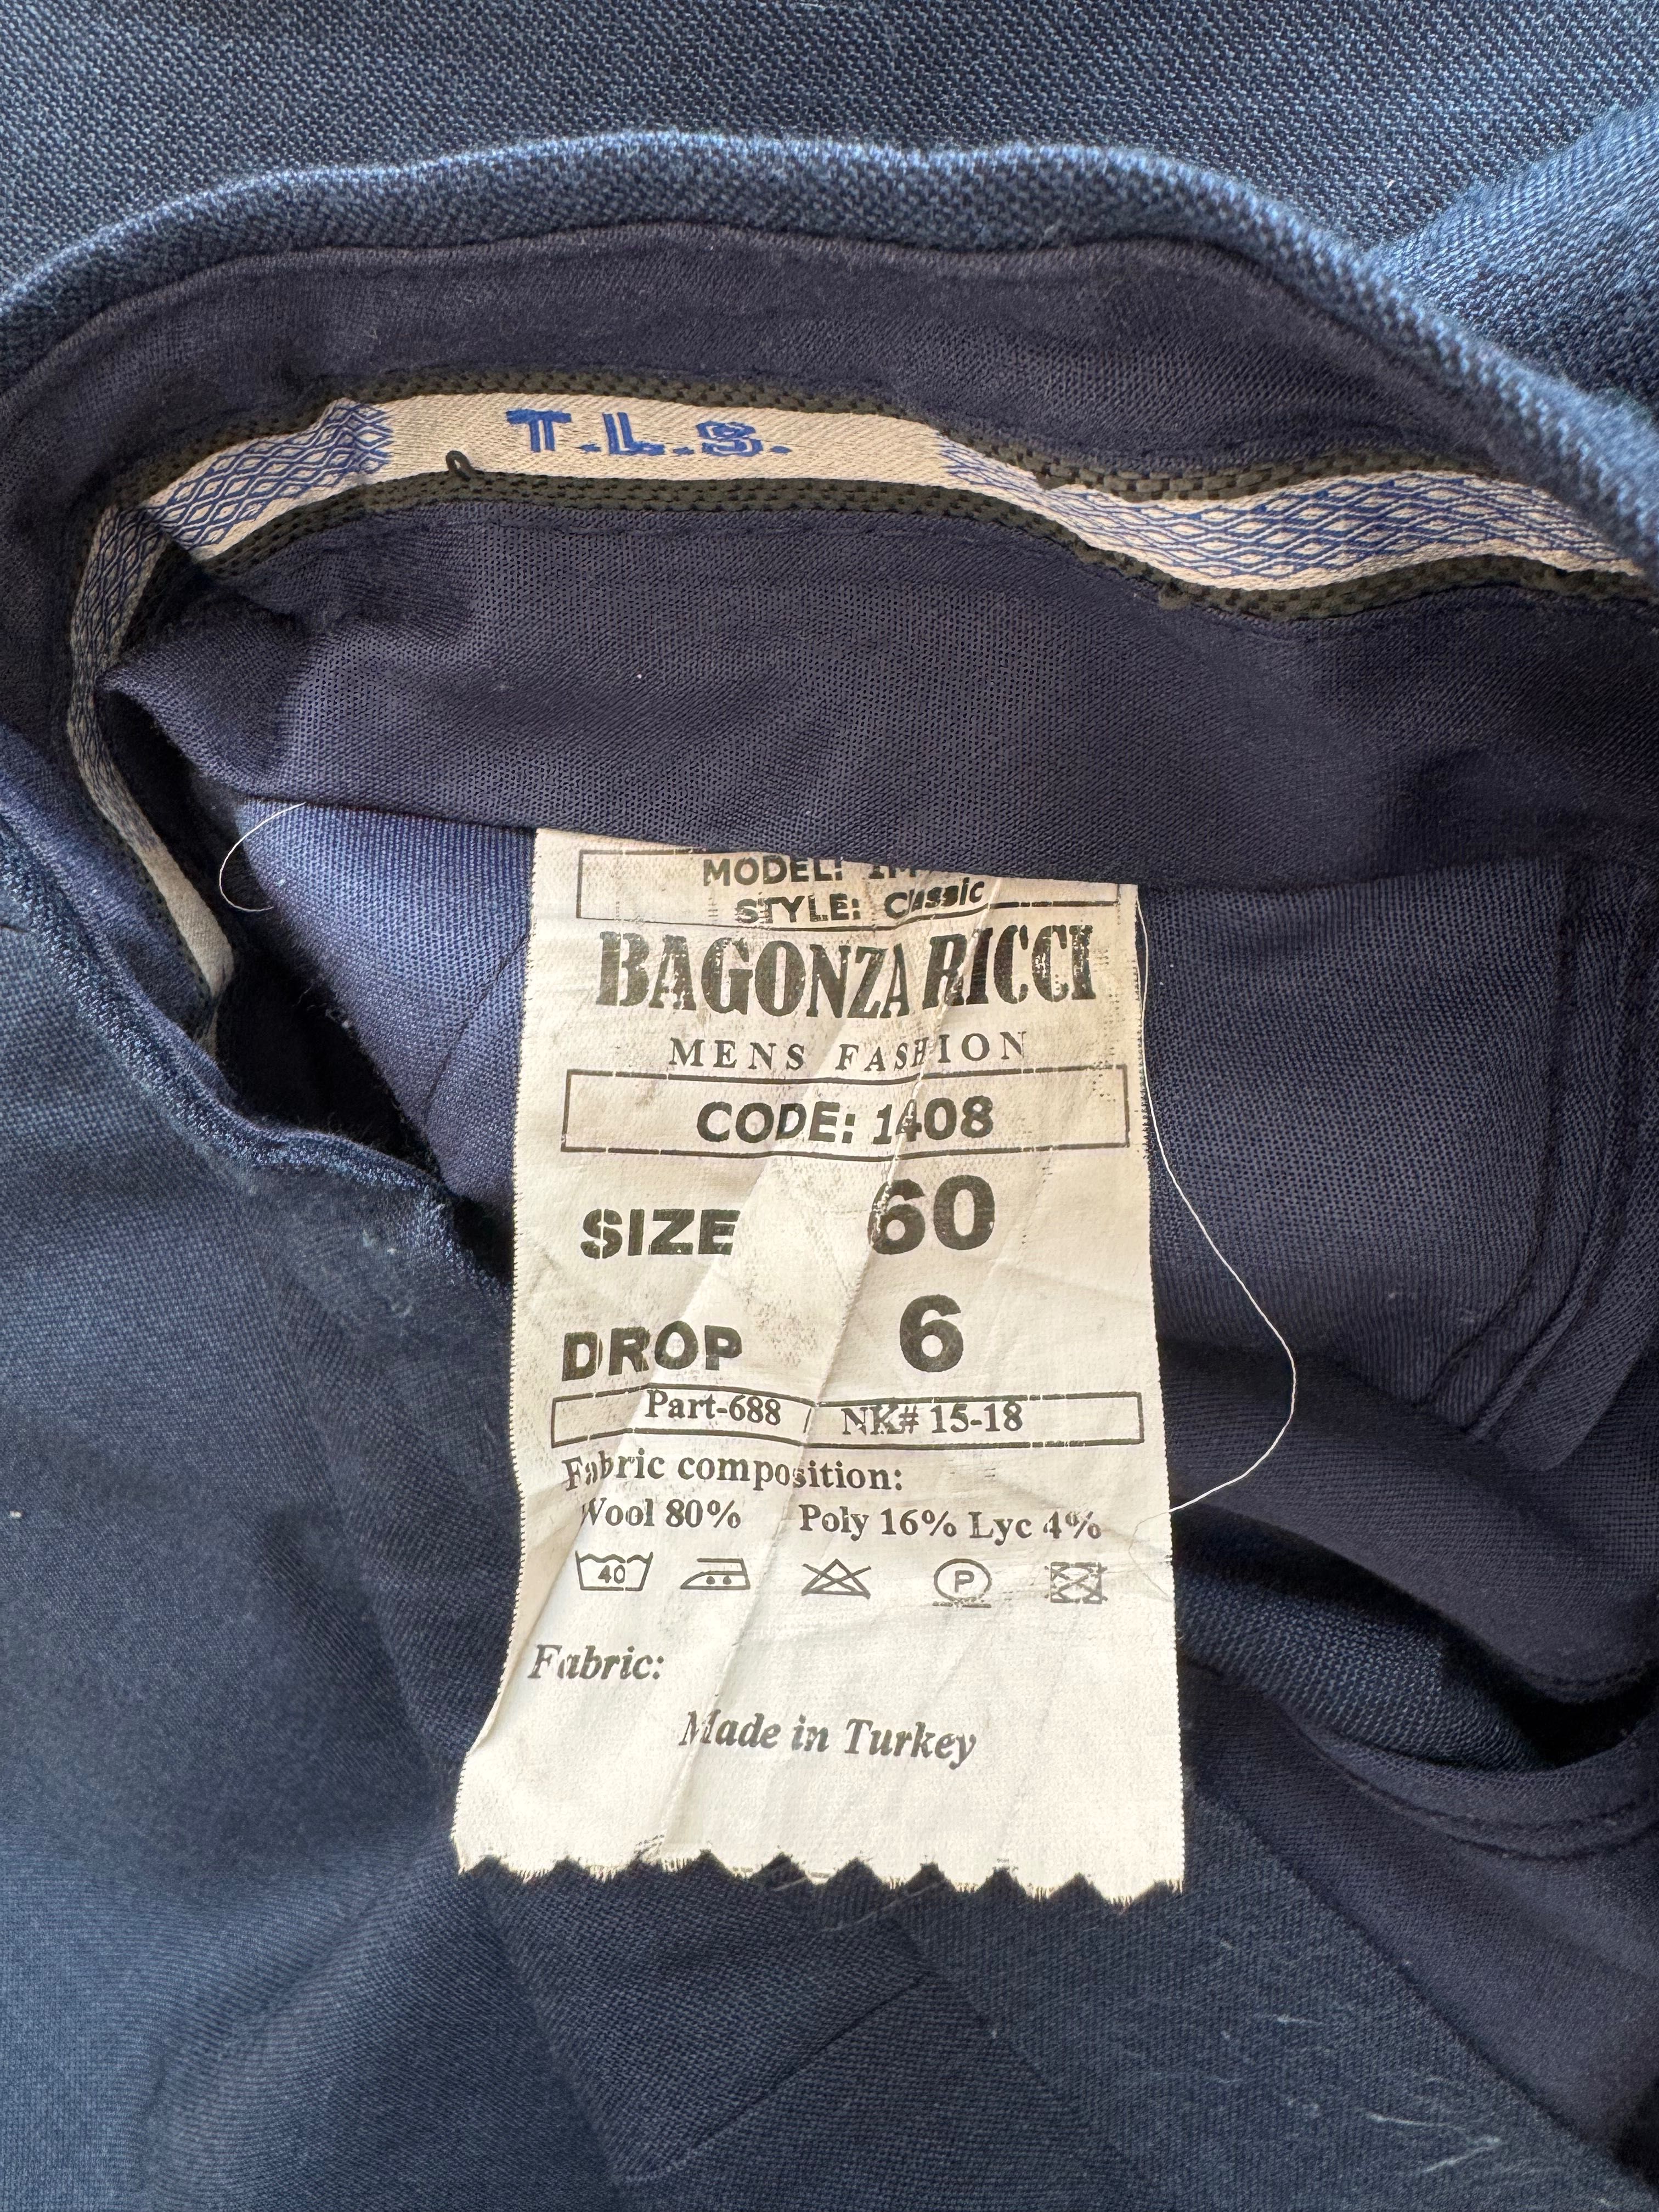 T.L.S.
MODEL:
STYLE: Classic
BAGONZA RICCI
MENS FASHION
CODE: 1408
SIZE 60
DROP 6
Part-688 NK# 15-18
Fabric composition:
Wool 80% Poly 16% Lyc 4%
40 P
Fabric:
Made in Turkey